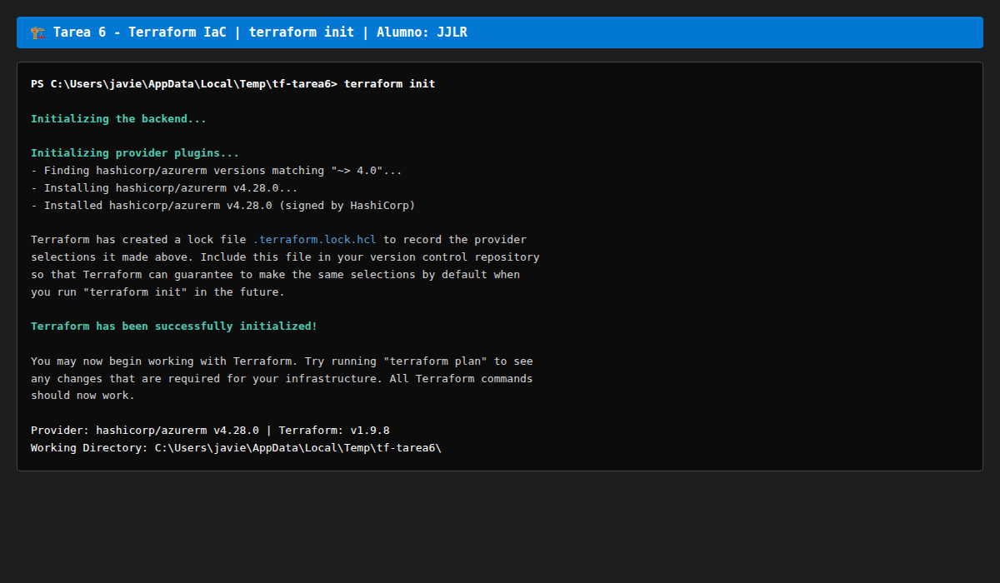 🏗️ Tarea 6 - Terraform IaC | terraform init | Alumno: JJLR
PS C:\Users\javie\AppData\Local\Temp\tf-tarea6> terraform init
Initializing the backend...
Initializing provider plugins...
- Finding hashicorp/azurerm versions matching "~> 4.0"...
- Installing hashicorp/azurerm v4.28.0...
- Installed hashicorp/azurerm v4.28.0 (signed by HashiCorp)
Terraform has created a lock file .terraform.lock.hcl to record the provider
selections it made above. Include this file in your version control repository
so that Terraform can guarantee to make the same selections by default when
you run "terraform init" in the future.
Terraform has been successfully initialized!
You may now begin working with Terraform. Try running "terraform plan" to see
any changes that are required for your infrastructure. All Terraform commands
should now work.
Provider: hashicorp/azurerm v4.28.0 | Terraform: v1.9.8
Working Directory: C:\Users\javie\AppData\Local\Temp\tf-tarea6\